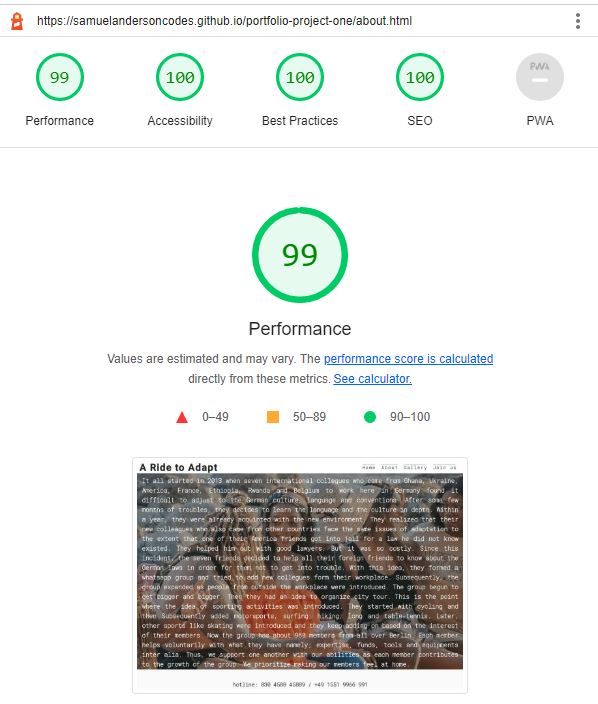 https://samuelandersoncodes.github.io/portfolio-project-one/about.html
99
100
100
100
PWA
Performance
Accessibility
Best Practices
SEO
PWA
99
Performance
Values are estimated and may vary. The performance score is calculated
directly from these metrics. See calculator.
0–49
50–89
90–100
A Ride to Adapt
Home About Gallery Join us
It all started in 2013 when seven international collegues who come from Ghana, Ukraine,
America, France, Ethiopia, Rwanda and Belgium to work here in Germany found it
difficult to adjust to the German culture, language and conventions. After some few
months of troubles, they decided to learn the language and the culture in depth. Within
a year, they were already acquinted with the new environment. They realized that their
new collegues who also came from other countries face the same issues of adaptation to
the extent that one of their America friends got into jail for a law he did not know
existed. They helped him out with good lawyers. But it was so costly. Since this
incident, the seven friends decided to help all their foreign friends to know about the
German laws in order for them not to get into trouble. With this idea, they formed a
whatsapp group and tried to add new collegues form their workplace. Subsequently, the
group expanded as people from outside the workplace were introduced. The group begun to
get bigger and bigger. Then they had an idea to organize city tour. This is the point
where the idea of sporting activities was introduced. They started with cycling and
then Subsequently added motorsports, surfing, hiking, long and table-tennis. Later,
other sports like skating were introduced and they keep adding on based on the interest
of their members. Now the group has about 953 members from all over Berlin. Each member
helps voluntarily with what they have namely; expertise, funds, tools and equipments
inter alia. Thus, we support one another with our abilities as each member contributes
to the growth of the group. We prioritize making our members feel at home.
hotline: 030 4500 45809 / +49 1551 9966 991